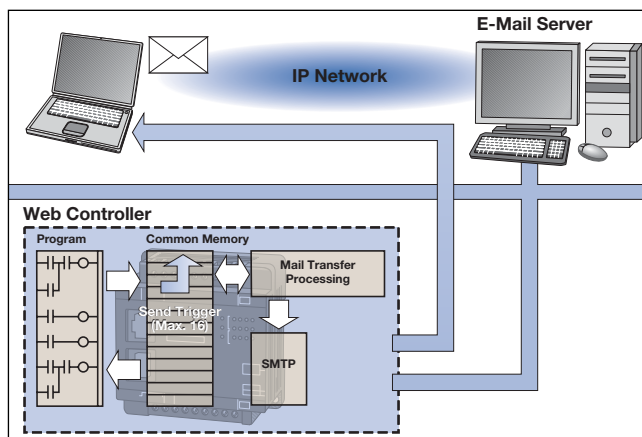 E-Mail Server
IP Network
Web Controller
Program
Common Memory
Mail Transfer
Processing
Send Trigger
(Max. 16)
SMTP